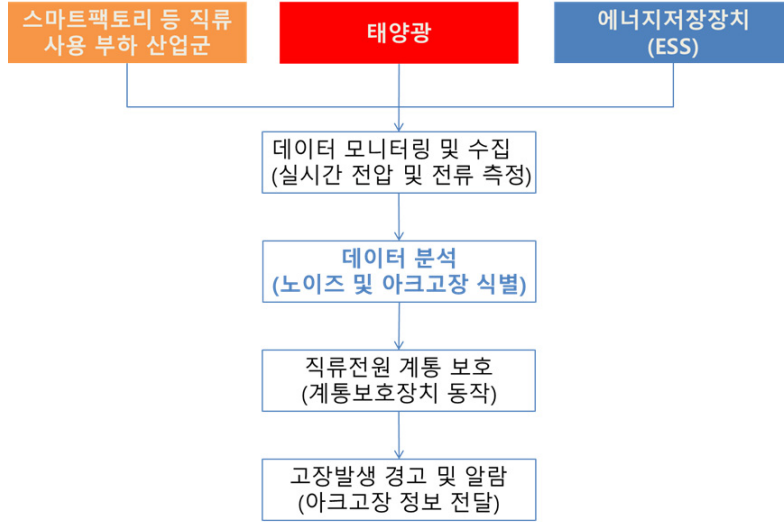 스마트팩토리 등 직류
사용 부하 산업군
태양광
에너지저장장치
(ESS)
데이터 모니터링 및 수집
(실시간 전압 및 전류 측정)
데이터 분석
(노이즈 및 아크고장 식별)
직류전원 계통 보호
(계통보호장치 동작)
고장발생 경고 및 알람
(아크고장 정보 전달)